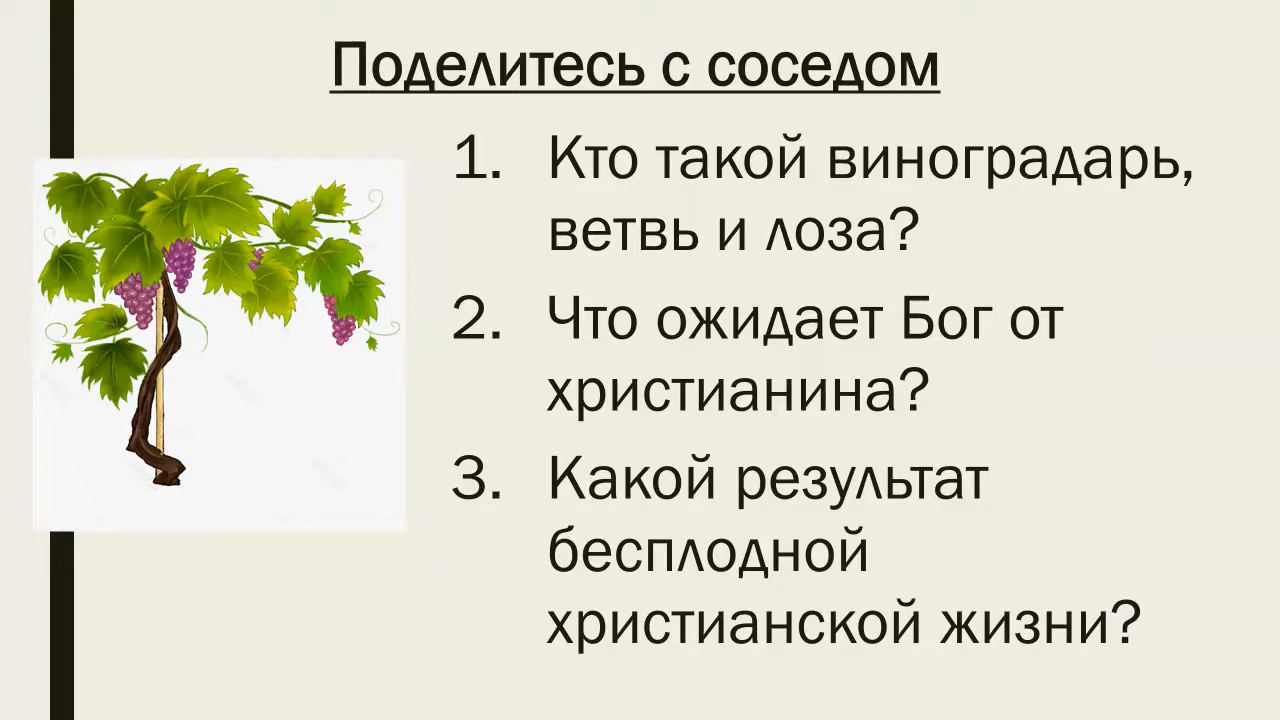 Поделитесь с соседом
1. Кто такой виноградарь,
ветвь и лоза?
2. Что ожидает Бог от
христианина?
3. Какой результат
бесплодной
христианской жизни?